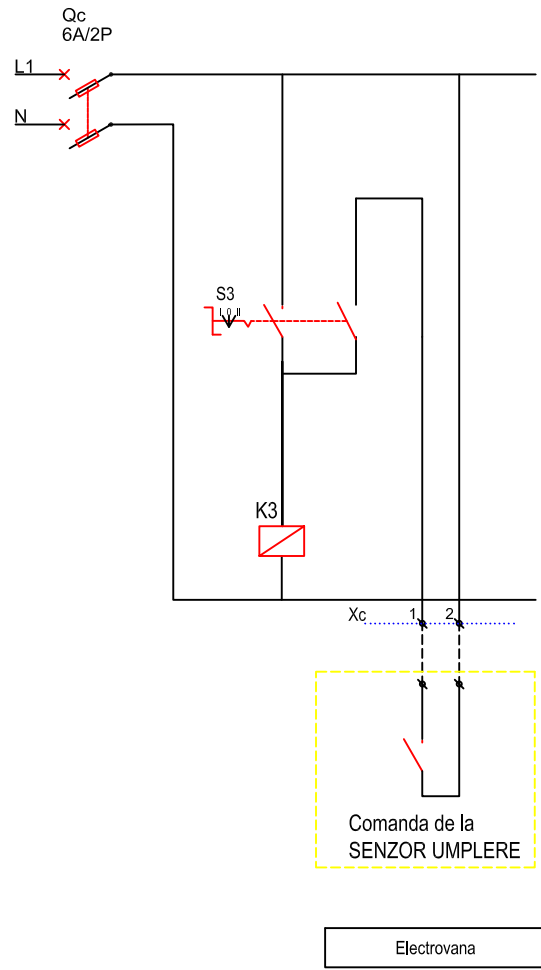 Qc
6A/2P
L1
N
S3
I 0 II
K3
Xc 1 2
Comanda de la
SENZOR UMPLERE
Electrovana